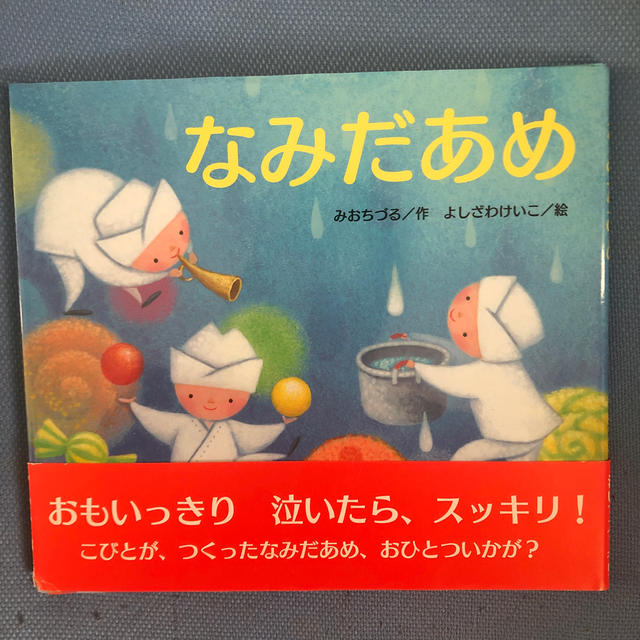 なみだあめ
みおちづる／作 よしざわけいこ／絵
おもいっきり 泣いたら、スッキリ！
こびとが、つくったなみだあめ、おひとついかが？